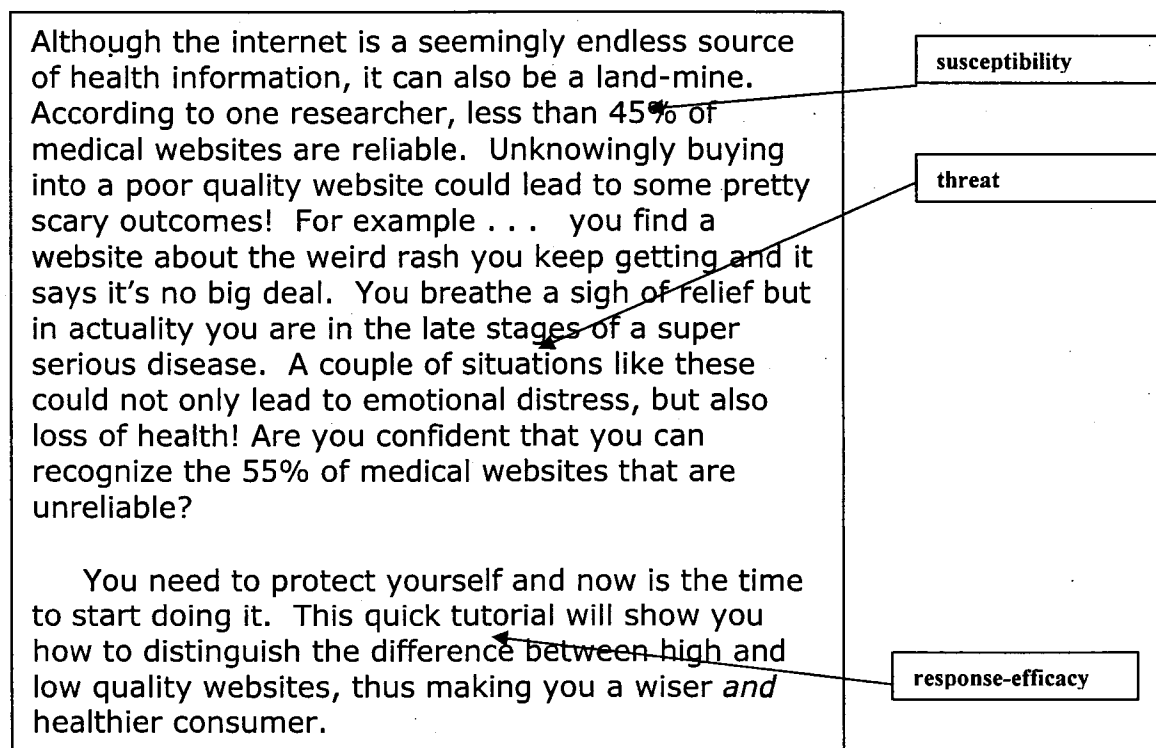 Although the internet is a seemingly endless source
of health information, it can also be a land-mine.
According to one researcher, less than 45% of
medical websites are reliable.  Unknowingly buying
into a poor quality website could lead to some pretty
scary outcomes!  For example . . .   you find a
website about the weird rash you keep getting and it
says it's no big deal.  You breathe a sigh of relief but
in actuality you are in the late stages of a super
serious disease.  A couple of situations like these
could not only lead to emotional distress, but also
loss of health! Are you confident that you can
recognize the 55% of medical websites that are
unreliable?
You need to protect yourself and now is the time
to start doing it.  This quick tutorial will show you
how to distinguish the difference between high and
low quality websites, thus making you a wiser and
healthier consumer.
susceptibility
threat
response-efficacy